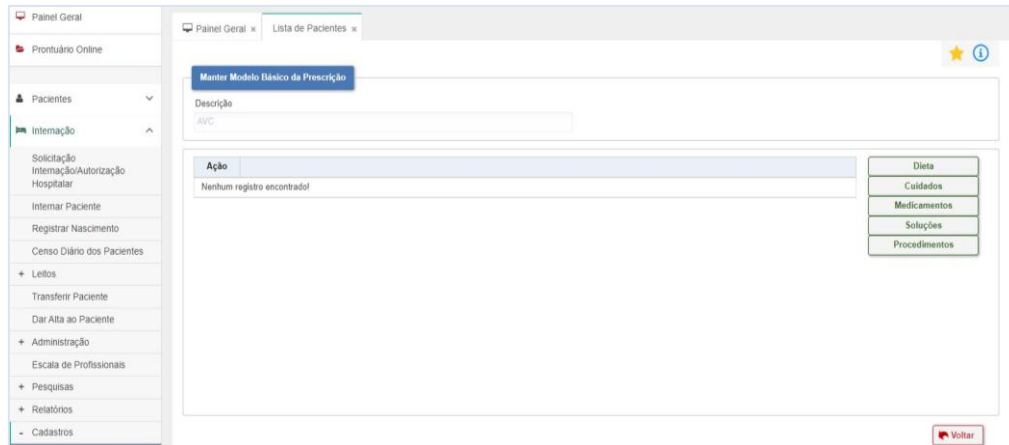 Painel Geral
Prontuário Online
Pacientes
Internação
Solicitação
Internação/Autorização
Hospitalar
Internar Paciente
Registrar Nascimento
Censo Diário dos Pacientes
+ Leitos
Transferir Paciente
Dar Alta ao Paciente
+ Administração
Escala de Profissionais
+ Pesquisas
+ Relatórios
- Cadastros
Painel Geral × Lista de Pacientes ×
Manter Modelo Básico da Prescrição
Descrição
AVC
Ação
Nenhum registro encontrado!
Dieta
Cuidados
Medicamentos
Soluções
Procedimentos
Voltar